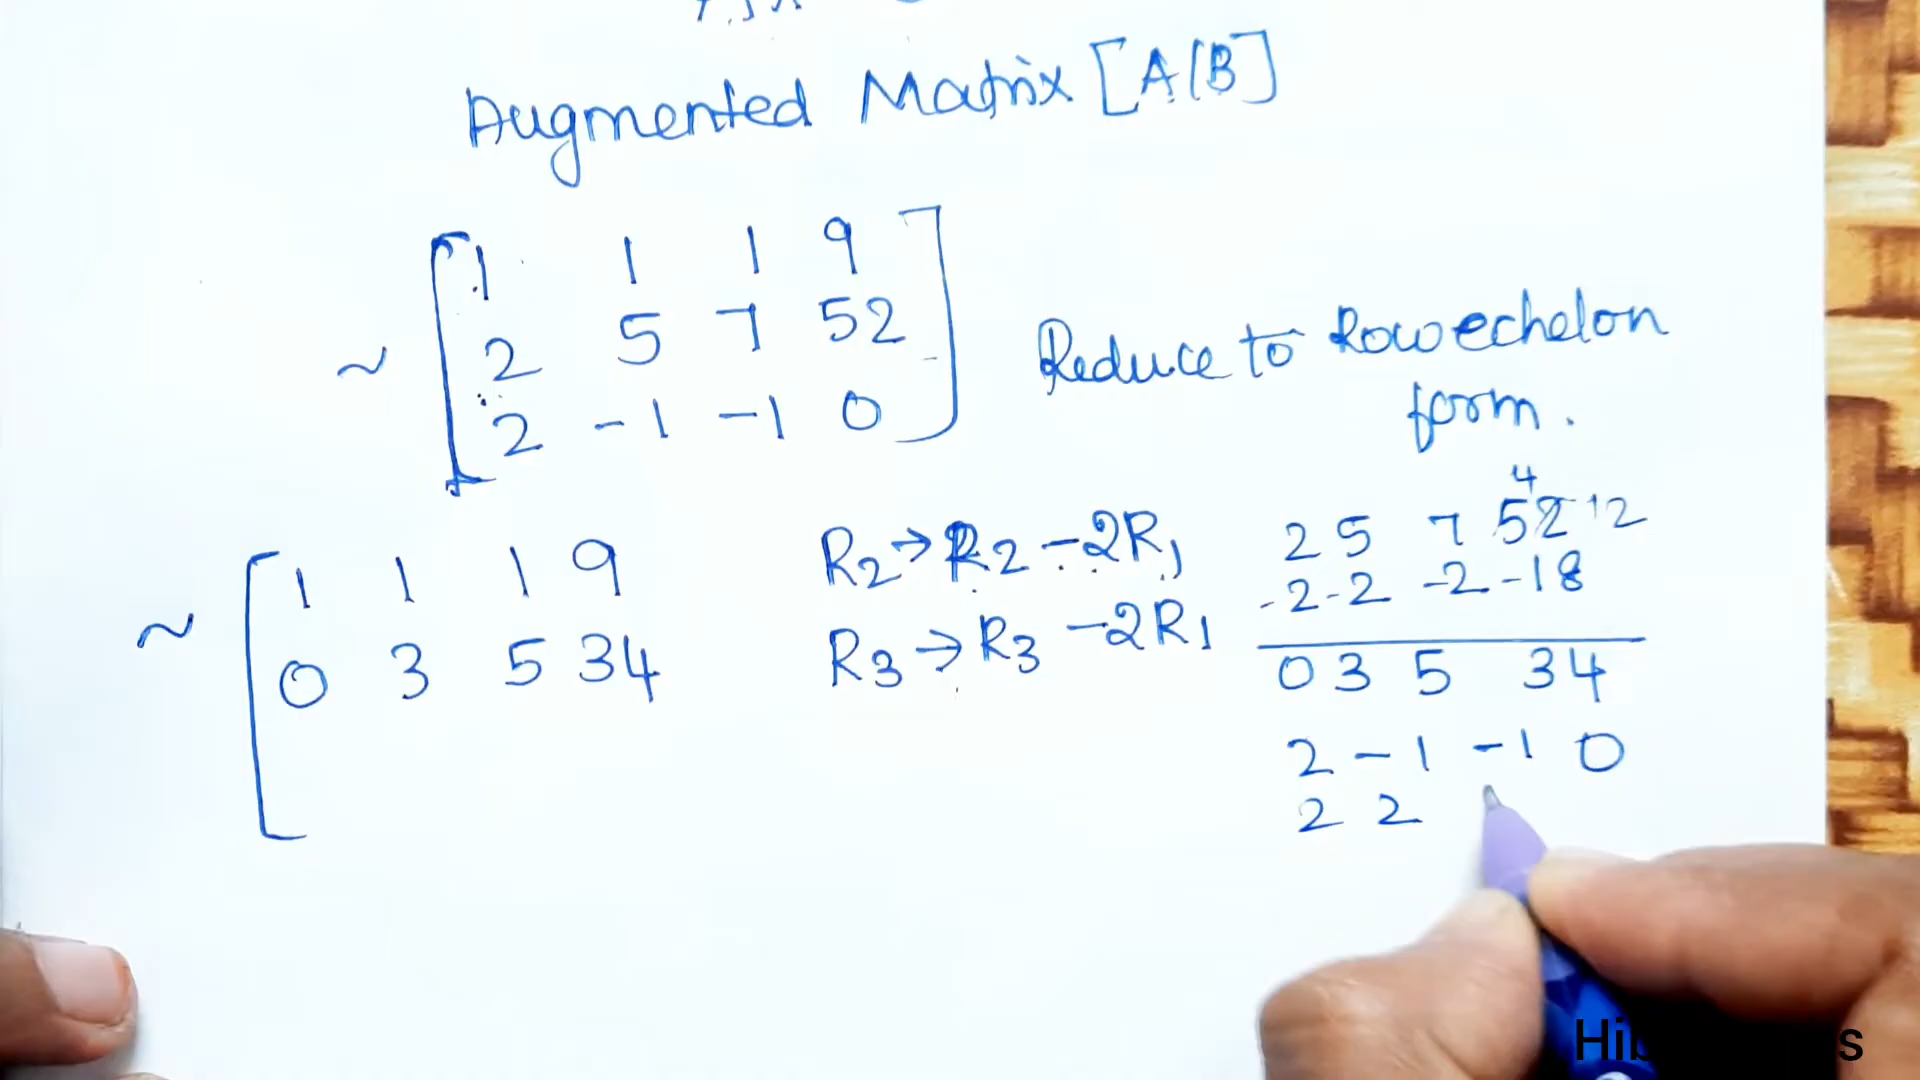 Augmented Matrix [A/B]
1 1 1 9
~ 2 5 7 52
2 -1 -1 0
Reduce to Row echelon
form.
~ 1 1 1 9
0 3 5 34
R2→R2-2R1
R3→R3-2R1
4
2 5 7 52 12
-2-2 -2-18
0 3 5 34
2 -1 -1 0
2 2